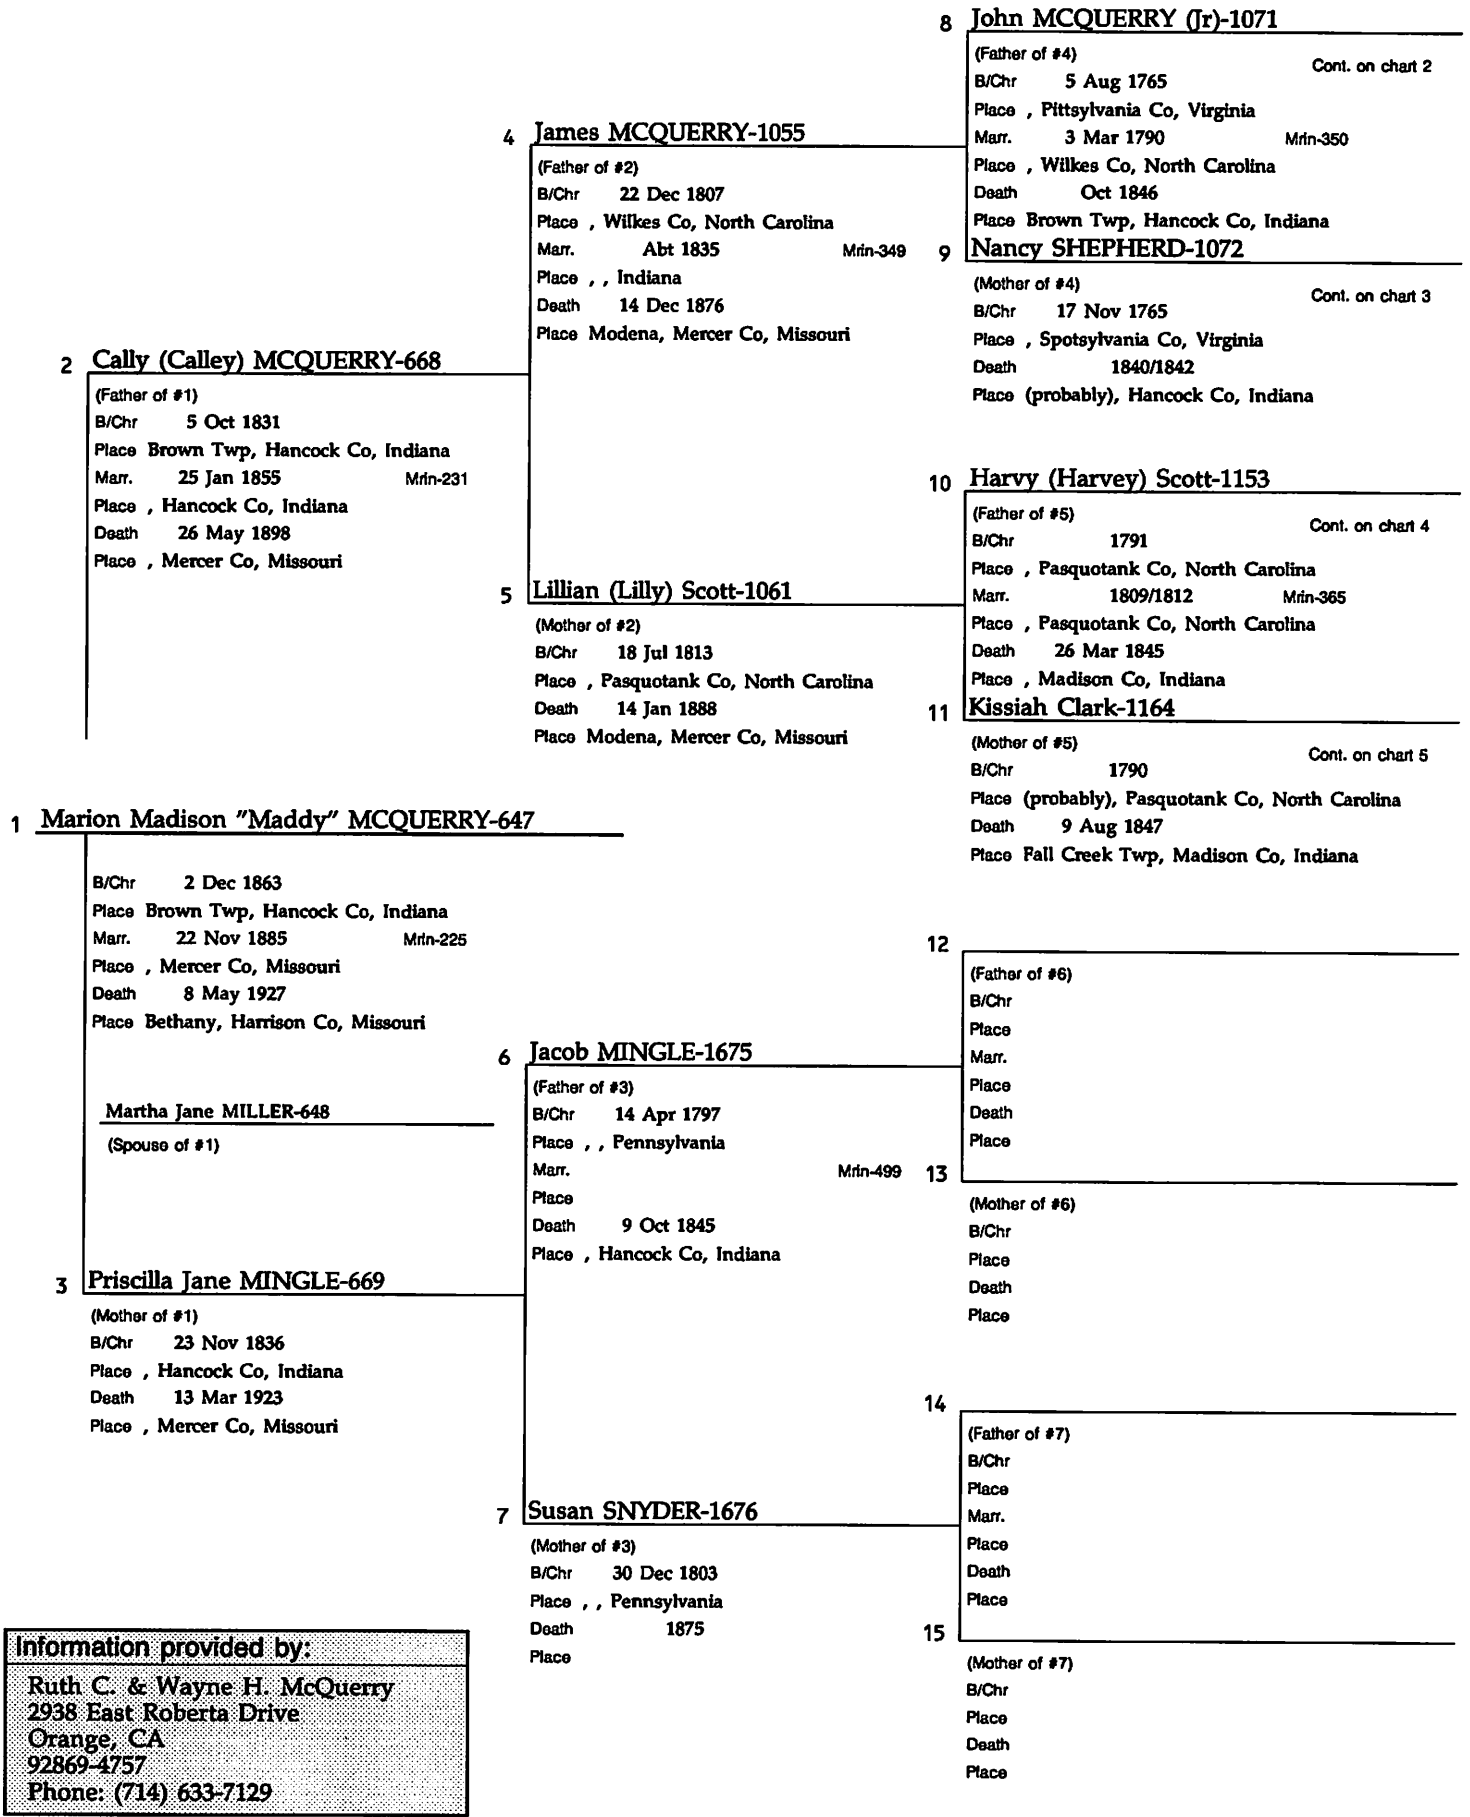 8 John MCQUERRY (Jr)-1071
(Father of #4)
Cont. on chart 2
B/Chr 5 Aug 1765
Place , Pittsylvania Co, Virginia
Marr. 3 Mar 1790 Mrin-350
Place , Wilkes Co, North Carolina
Death Oct 1846
Place Brown Twp, Hancock Co, Indiana
4 James MCQUERRY-1055
(Father of #2)
B/Chr 22 Dec 1807
Place , Wilkes Co, North Carolina
Marr. Abt 1835 Mrin-349
Place , , Indiana
Death 14 Dec 1876
Place Modena, Mercer Co, Missouri
9 Nancy SHEPHERD-1072
(Mother of #4)
Cont. on chart 3
B/Chr 17 Nov 1765
Place , Spotsylvania Co, Virginia
Death 1840/1842
Place (probably), Hancock Co, Indiana
2 Cally (Calley) MCQUERRY-668
(Father of #1)
B/Chr 5 Oct 1831
Place Brown Twp, Hancock Co, Indiana
Marr. 25 Jan 1855 Mrin-231
Place , Hancock Co, Indiana
Death 26 May 1898
Place , Mercer Co, Missouri
10 Harvy (Harvey) Scott-1153
(Father of #5)
Cont. on chart 4
B/Chr 1791
Place , Pasquotank Co, North Carolina
Marr. 1809/1812 Mrin-365
Place , Pasquotank Co, North Carolina
Death 26 Mar 1845
Place , Madison Co, Indiana
5 Lillian (Lilly) Scott-1061
(Mother of #2)
B/Chr 18 Jul 1813
Place , Pasquotank Co, North Carolina
Death 14 Jan 1888
Place Modena, Mercer Co, Missouri
11 Kissiah Clark-1164
(Mother of #5)
Cont. on chart 5
B/Chr 1790
Place (probably), Pasquotank Co, North Carolina
Death 9 Aug 1847
Place Fall Creek Twp, Madison Co, Indiana
1 Marion Madison "Maddy" MCQUERRY-647
B/Chr 2 Dec 1863
Place Brown Twp, Hancock Co, Indiana
Marr. 22 Nov 1885 Mrin-225
Place , Mercer Co, Missouri
Death 8 May 1927
Place Bethany, Harrison Co, Missouri
Martha Jane MILLER-648
(Spouse of #1)
12
(Father of #6)
B/Chr
Place
Marr.
Place
Death
Place
6 Jacob MINGLE-1675
(Father of #3)
B/Chr 14 Apr 1797
Place , , Pennsylvania
Marr. Mrin-499
Place
Death 9 Oct 1845
Place , Hancock Co, Indiana
13
(Mother of #6)
B/Chr
Place
Death
Place
3 Priscilla Jane MINGLE-669
(Mother of #1)
B/Chr 23 Nov 1836
Place , Hancock Co, Indiana
Death 13 Mar 1923
Place , Mercer Co, Missouri
14
(Father of #7)
B/Chr
Place
Marr.
Place
Death
Place
7 Susan SNYDER-1676
(Mother of #3)
B/Chr 30 Dec 1803
Place , , Pennsylvania
Death 1875
Place
15
(Mother of #7)
B/Chr
Place
Death
Place
Information provided by:
Ruth C. & Wayne H. McQuerry
2938 East Roberta Drive
Orange, CA
92869-4757
Phone: (714) 633-7129